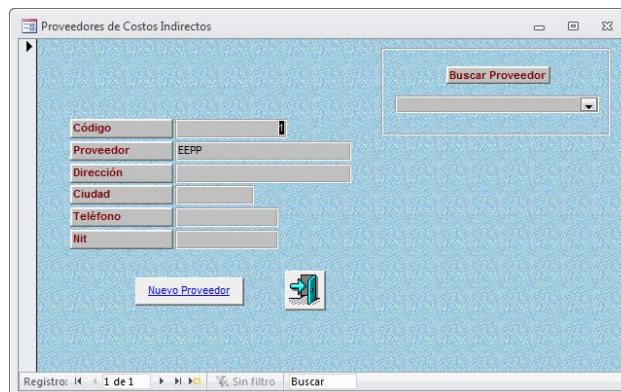 Proveedores de Costos Indirectos
Buscar Proveedor
Código 1
Proveedor EEPP
Dirección
Ciudad
Teléfono
Nit
Nuevo Proveedor
Registro: 1 de 1 Sin filtro Buscar